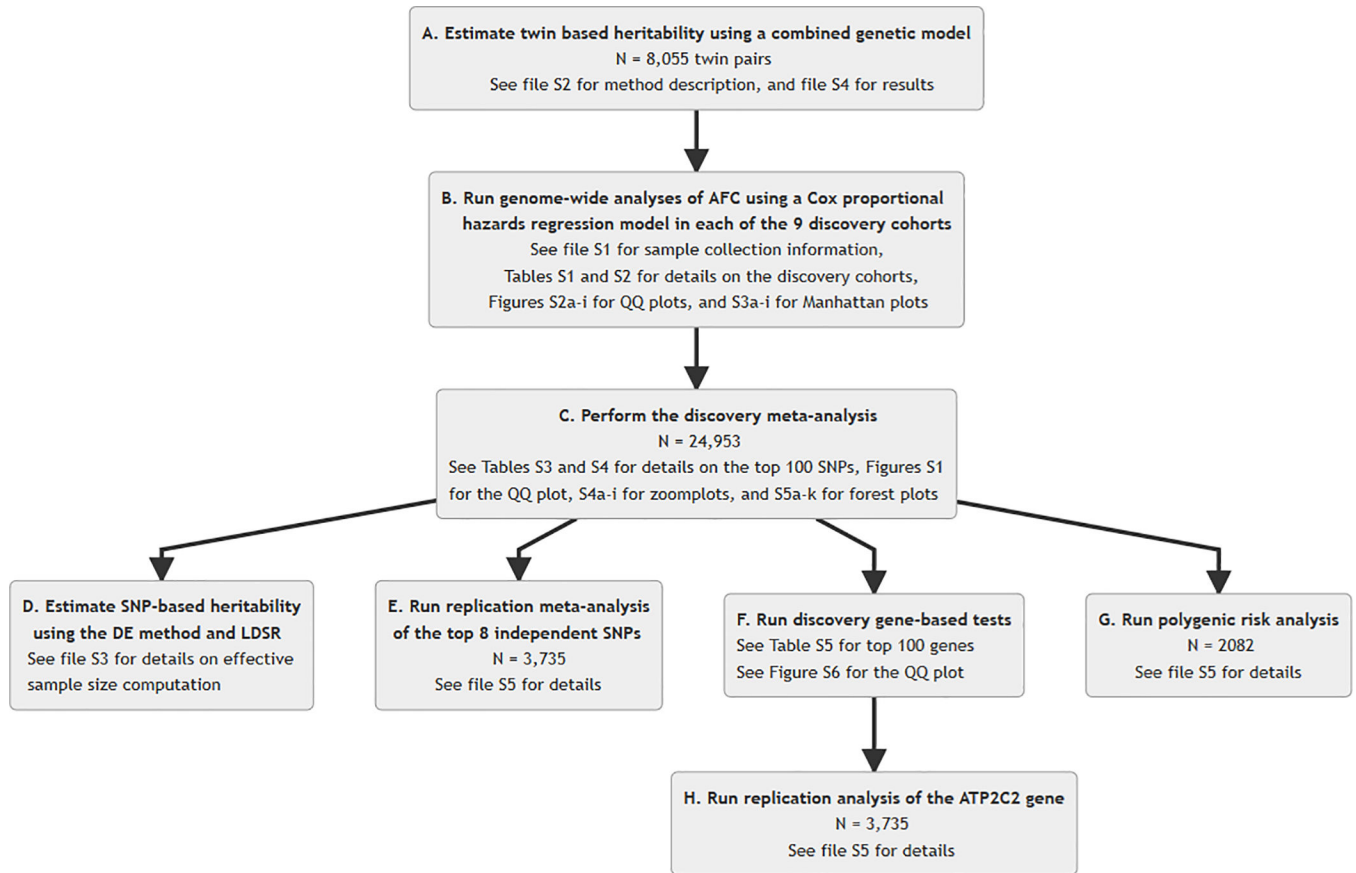 A. Estimate twin based heritability using a combined genetic model
N = 8,055 twin pairs
See file S2 for method description, and file S4 for results
B. Run genome-wide analyses of AFC using a Cox proportional
hazards regression model in each of the 9 discovery cohorts
See file S1 for sample collection information,
Tables S1 and S2 for details on the discovery cohorts,
Figures S2a-i for QQ plots, and S3a-i for Manhattan plots
C. Perform the discovery meta-analysis
N = 24,953
See Tables S3 and S4 for details on the top 100 SNPs, Figures S1
for the QQ plot, S4a-i for zoomplots, and S5a-k for forest plots
D. Estimate SNP-based heritability
using the DE method and LDSR
See file S3 for details on effective
sample size computation
E. Run replication meta-analysis
of the top 8 independent SNPs
N = 3,735
See file S5 for details
F. Run discovery gene-based tests
See Table S5 for top 100 genes
See Figure S6 for the QQ plot
G. Run polygenic risk analysis
N = 2082
See file S5 for details
H. Run replication analysis of the ATP2C2 gene
N = 3,735
See file S5 for details